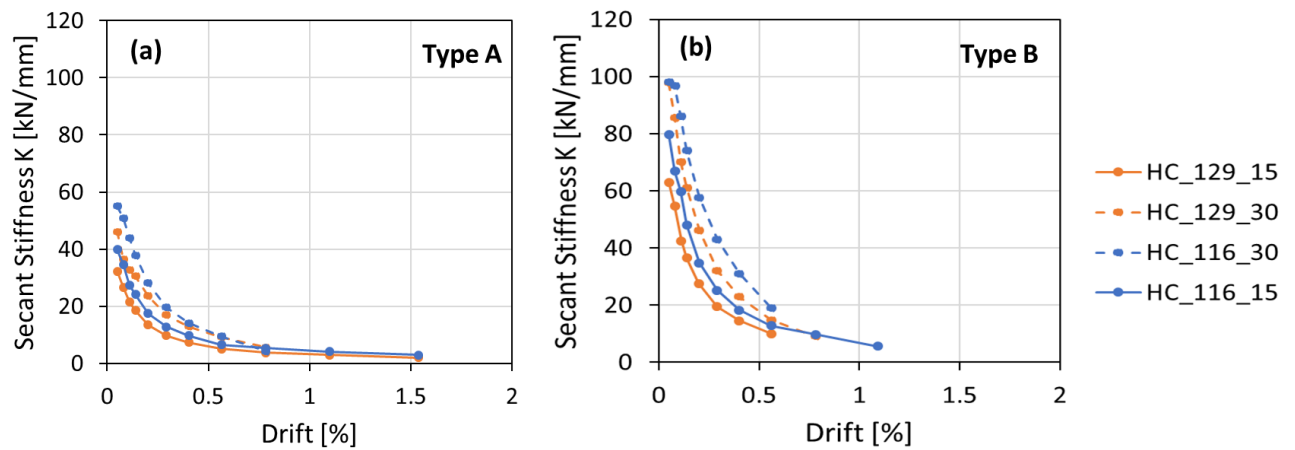 Secant Stiffness K [kN/mm]
120
100
80
60
40
20
0
(a)
Type A
0
0.5
1
1.5
2
Drift [%]
Secant Stiffness K [kN/mm]
120
100
80
60
40
20
0
(b)
Type B
0
0.5
1
1.5
2
Drift [%]
HC_129_15
HC_129_30
HC_116_30
HC_116_15